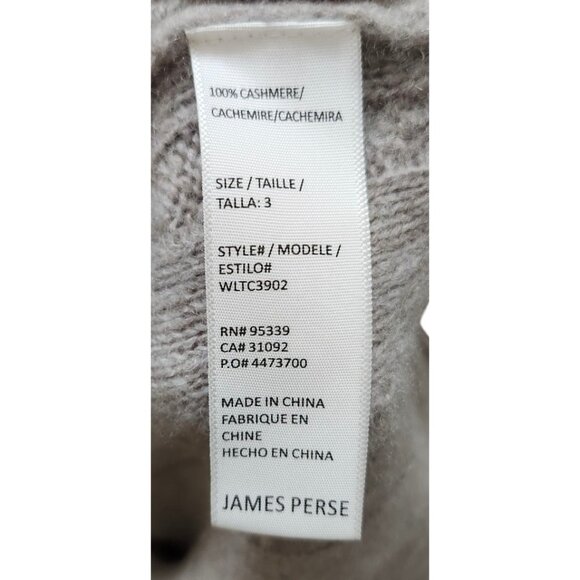 100% CASHMERE/
CACHEMIRE/CACHEMIRA
SIZE / TAILLE /
TALLA: 3
STYLE# / MODELE /
ESTILO#
WLTC3902
RN# 95339
CA# 31092
P.O# 4473700
MADE IN CHINA
FABRIQUE EN
CHINE
HECHO EN CHINA
JAMES PERSE